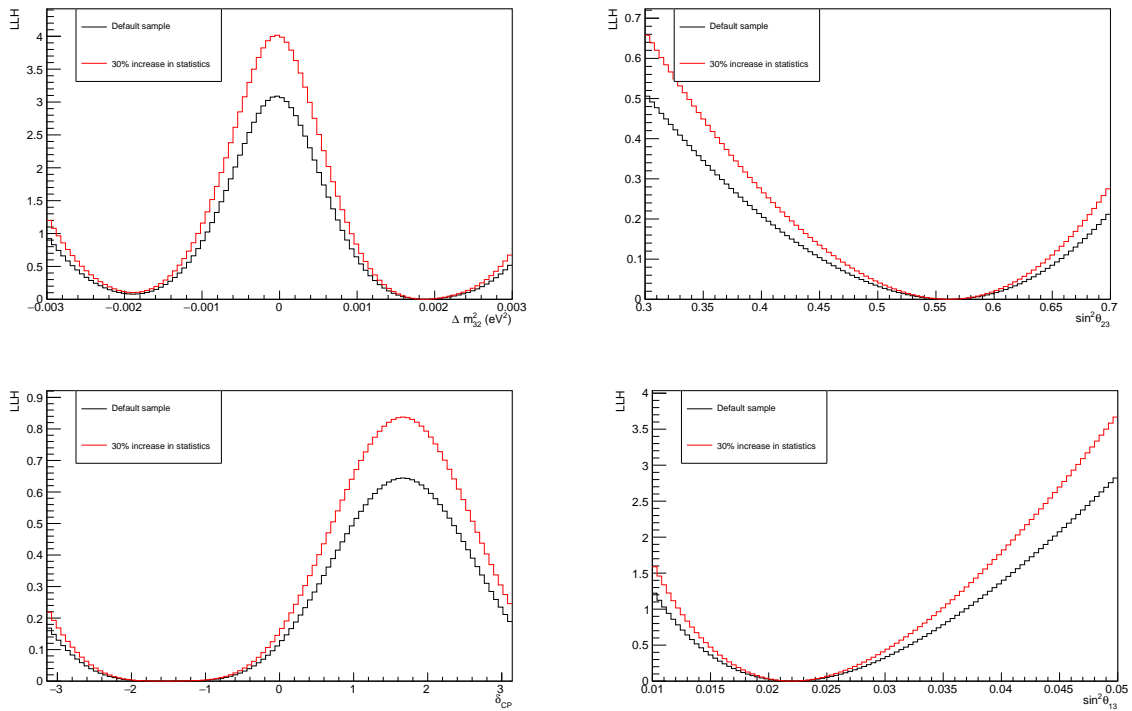 LLH
4
3.5
3
2.5
2
1.5
1
0.5
0
Default sample
30% increase in statistics
−0.003 −0.002 −0.001 0 0.001 0.002 0.003
Δ m²₃₂ (eV²)
LLH
0.7
0.6
0.5
0.4
0.3
0.2
0.1
0
Default sample
30% increase in statistics
0.3 0.35 0.4 0.45 0.5 0.55 0.6 0.65 0.7
sin²θ₂₃
LLH
0.9
0.8
0.7
0.6
0.5
0.4
0.3
0.2
0.1
0
Default sample
30% increase in statistics
−3 −2 −1 0 1 2 3
δCP
LLH
4
3.5
3
2.5
2
1.5
1
0.5
0
Default sample
30% increase in statistics
0.01 0.015 0.02 0.025 0.03 0.035 0.04 0.045 0.05
sin²θ₁₃